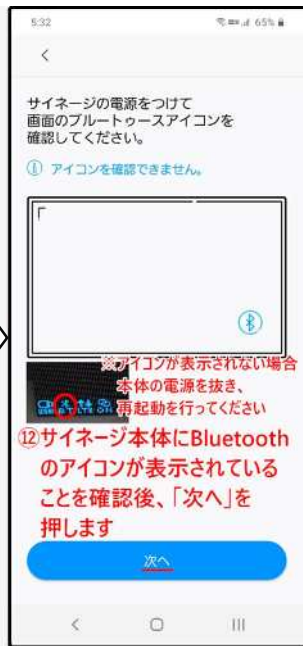 5:32
65%
サイネージの電源をつけて
画面のブルートゥースアイコンを
確認してください。
アイコンを確認できません。
※アイコンが表示されない場合
本体の電源を抜き、
再起動を行ってください
⑫サイネージ本体にBluetooth
のアイコンが表示されている
ことを確認後、「次へ」を
押します
次へ